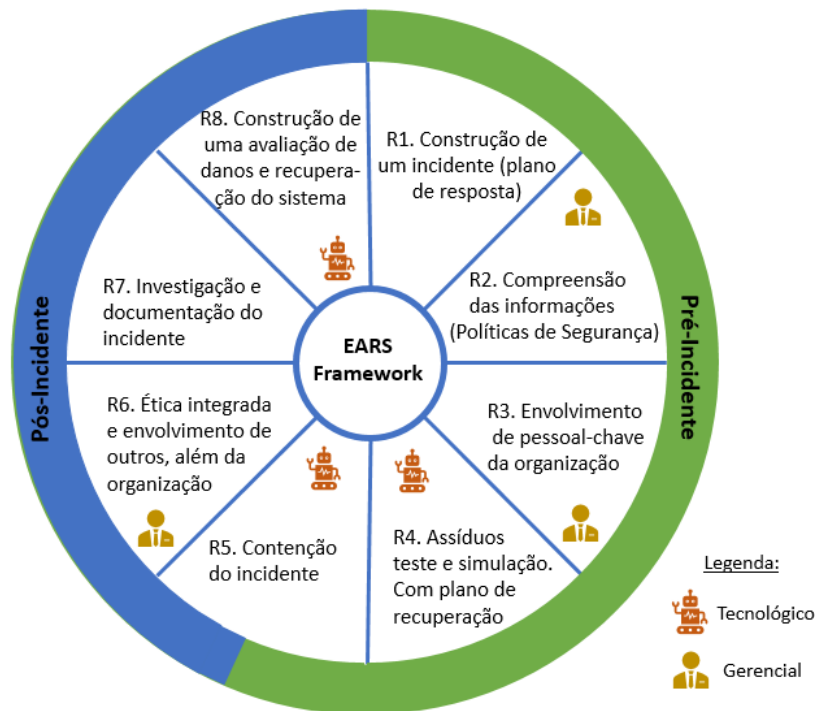 R8. Construção de
uma avaliação de
danos e recupera-
ção do sistema
R1. Construção de
um incidente (plano
de resposta)
R2. Compreensão
das informações
(Políticas de Segurança)
R7. Investigação e
documentação do
incidente
EARS
Framework
Pós-Incidente
Pré-Incidente
R6. Ética integrada
e envolvimento de
outros, além da
organização
R3. Envolvimento
de pessoal-chave
da organização
R5. Contenção
do incidente
R4. Assíduos
teste e simulação.
Com plano de
recuperação
Legenda:
Tecnológico
Gerencial